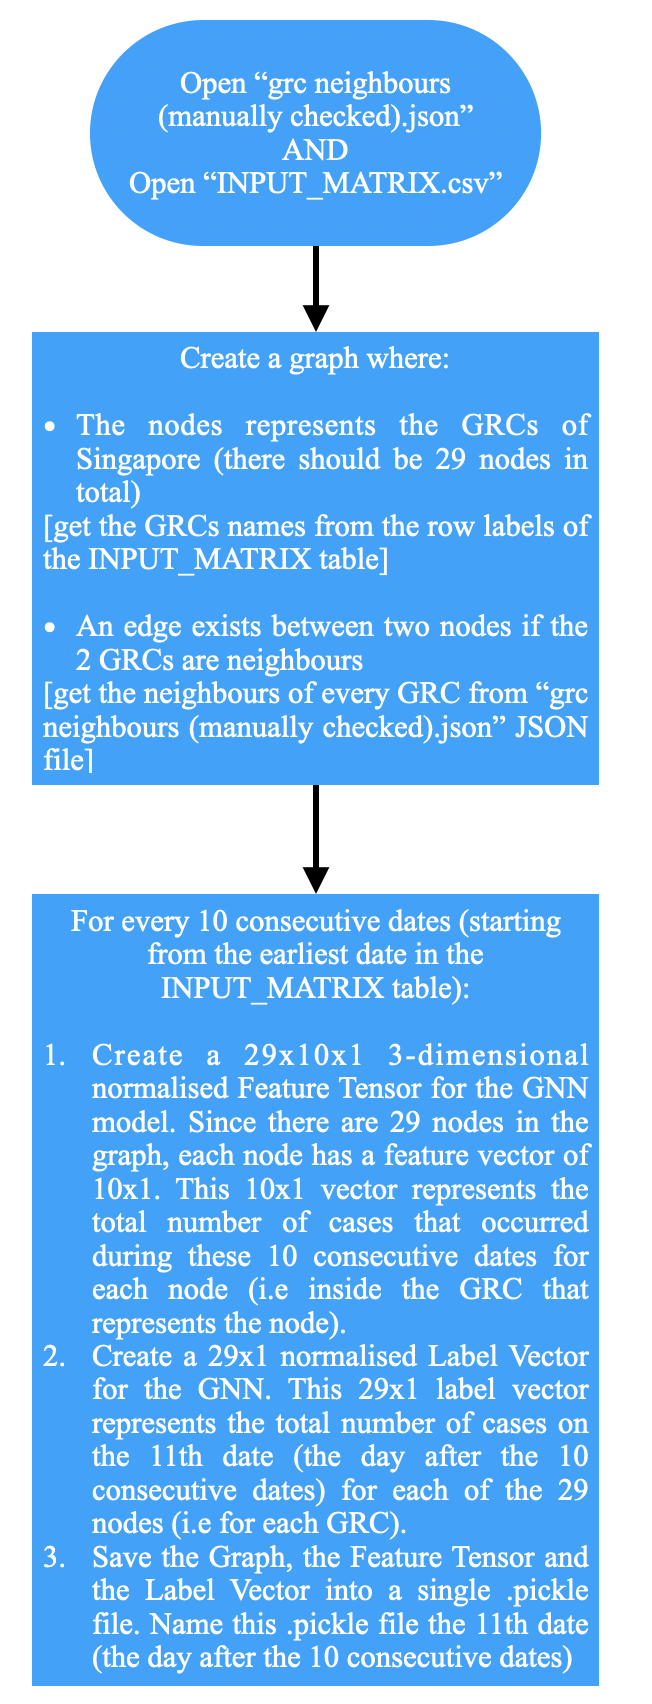 Open “grc neighbours
(manually checked).json”
AND
Open “INPUT_MATRIX.csv”
Create a graph where:
• The nodes represents the GRCs of
Singapore (there should be 29 nodes in
total)
[get the GRCs names from the row labels of
the INPUT_MATRIX table]
• An edge exists between two nodes if the
2 GRCs are neighbours
[get the neighbours of every GRC from “grc
neighbours (manually checked).json” JSON
file]
For every 10 consecutive dates (starting
from the earliest date in the
INPUT_MATRIX table):
1. Create a 29x10x1 3-dimensional
normalised Feature Tensor for the GNN
model. Since there are 29 nodes in the
graph, each node has a feature vector of
10x1. This 10x1 vector represents the
total number of cases that occurred
during these 10 consecutive dates for
each node (i.e inside the GRC that
represents the node).
2. Create a 29x1 normalised Label Vector
for the GNN. This 29x1 label vector
represents the total number of cases on
the 11th date (the day after the 10
consecutive dates) for each of the 29
nodes (i.e for each GRC).
3. Save the Graph, the Feature Tensor and
the Label Vector into a single .pickle
file. Name this .pickle file the 11th date
(the day after the 10 consecutive dates)